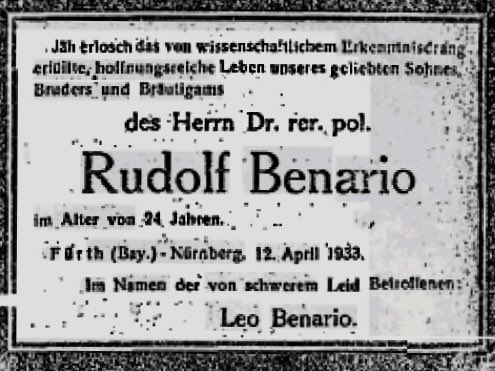 Jäh erlosch das von wissenschaftlichem Erkenntnisdrang
erfüllte, hoffnungsreiche Leben unseres geliebten Sohnes,
Bruders und Bräutigams
des Herrn Dr. rer. pol.
Rudolf Benario
im Alter von 24 Jahren.
Fürth (Bay.) - Nürnberg, 12. April 1933.
Im Namen der von schwerem Leid Betroffenen:
Leo Benario.